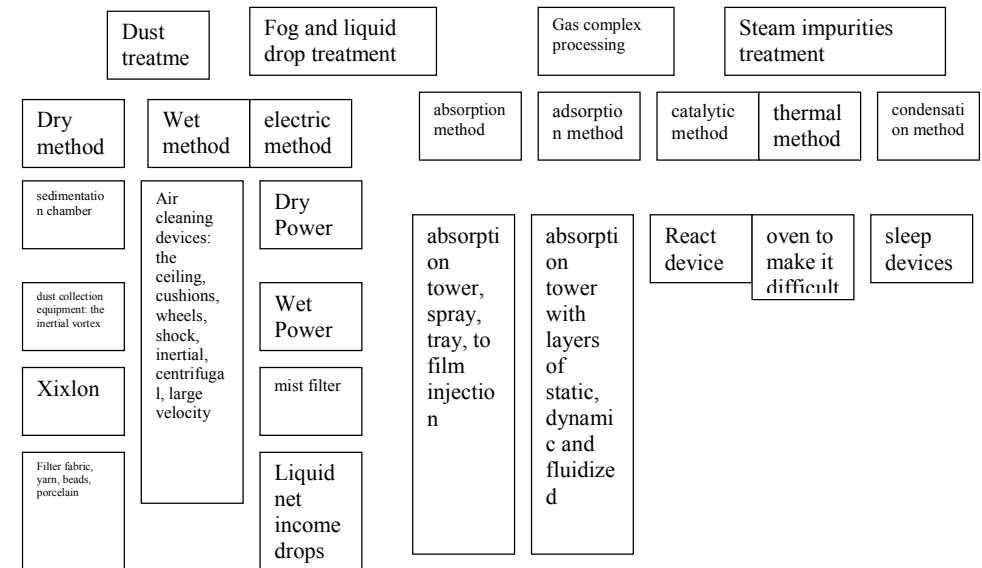 Dust
treatme
Fog and liquid
drop treatment
Gas complex
processing
Steam impurities
treatment
Dry
method
Wet
method
electric
method
absorption
method
adsorptio
n method
catalytic
method
thermal
method
condensati
on method
sedimentatio
n chamber
dust collection
equipment: the
inertial vortex
Xixlon
Filter fabric,
yarn, beads,
porcelain
Air
cleaning
devices:
the
ceiling,
cushions,
wheels,
shock,
inertial,
centrifuga
l, large
velocity
Dry
Power
Wet
Power
mist filter
Liquid
net
income
drops
absorpti
on
tower,
spray,
tray, to
film
injectio
n
absorpti
on
tower
with
layers
of
static,
dynami
c and
fluidize
d
React
device
oven to
make it
difficult
sleep
devices